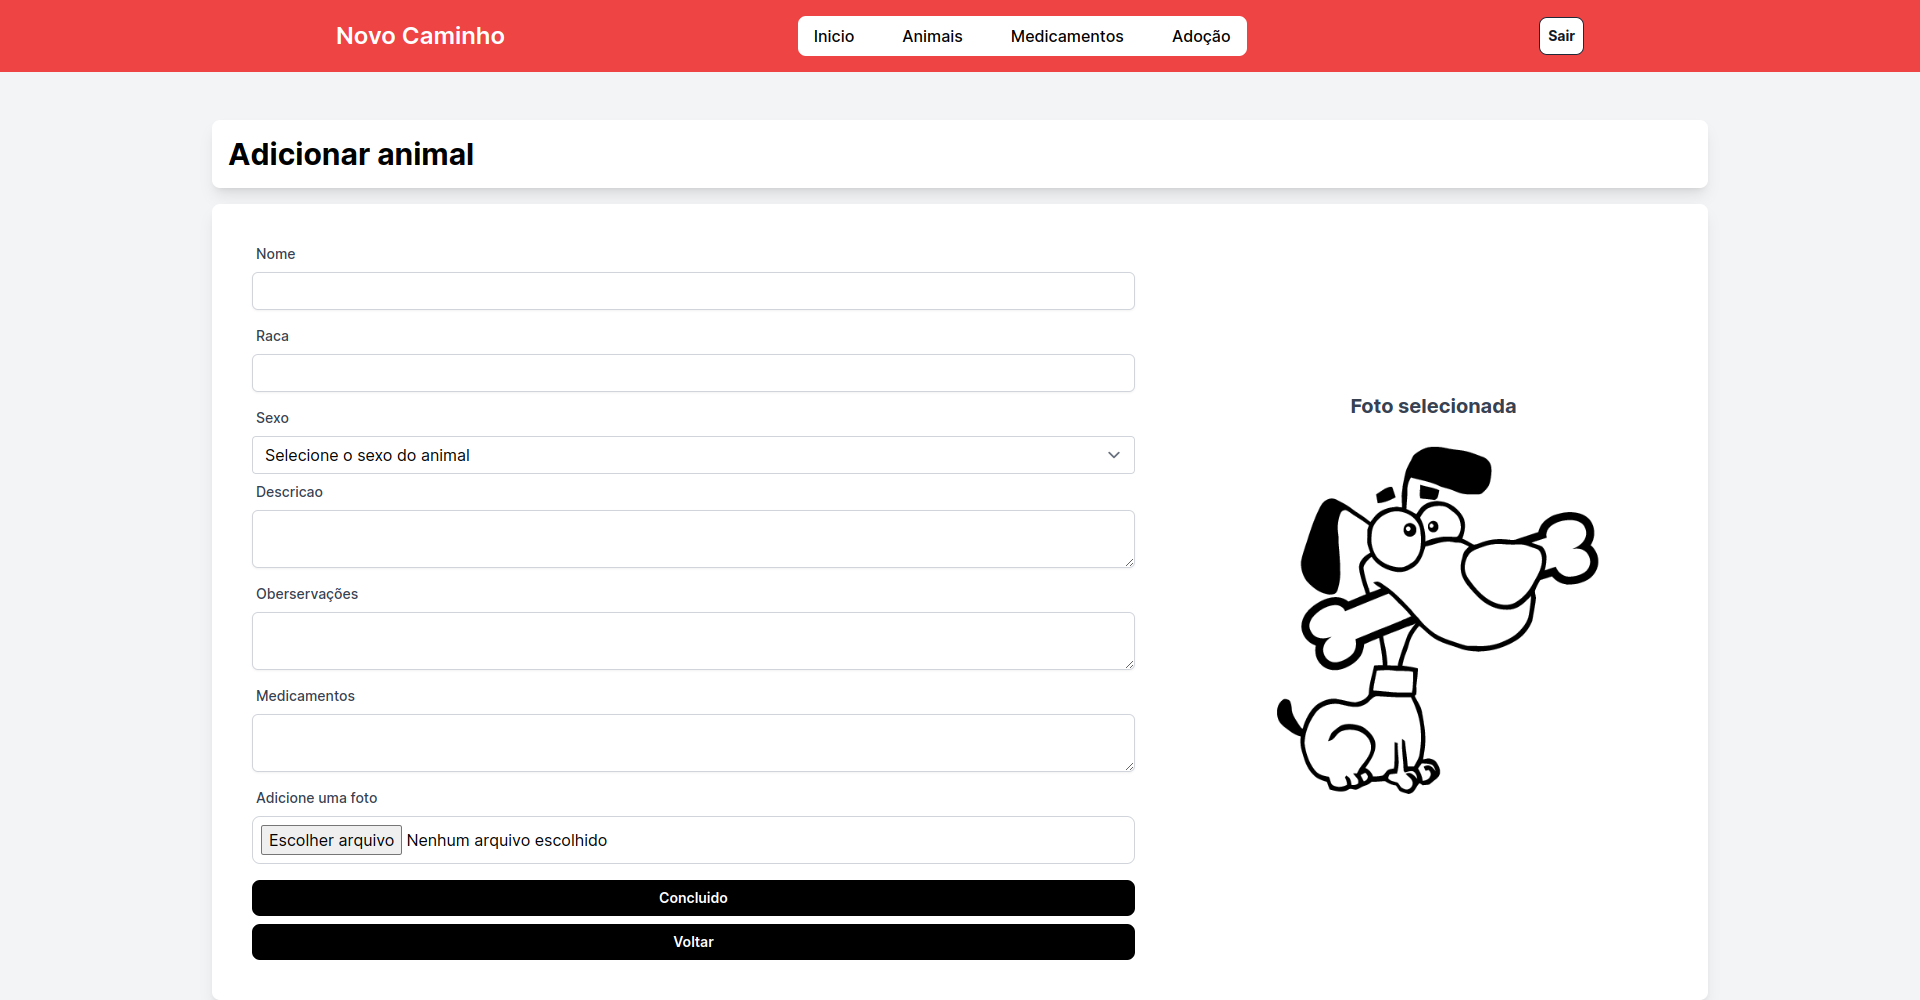 Novo Caminho
Inicio Animais Medicamentos Adoção
Sair
Adicionar animal
Nome
Raca
Sexo
Selecione o sexo do animal
Descricao
Oberservações
Medicamentos
Adicione uma foto
Escolher arquivo Nenhum arquivo escolhido
Concluido
Voltar
Foto selecionada